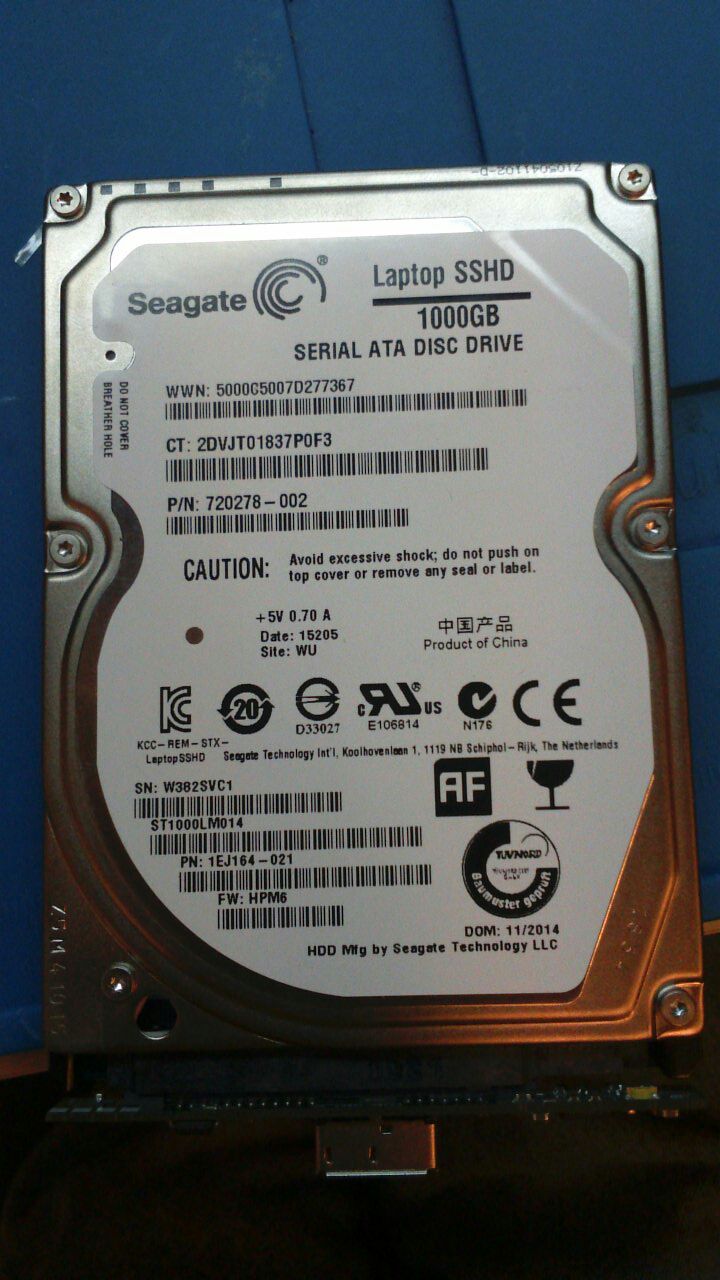 Seagate®
Laptop SSHD
1000GB
SERIAL ATA DISC DRIVE
DO NOT COVER
BREATHER HOLE
WWN: 5000C5007D277367
CT: 2DVJT01837P0F3
P/N: 720278-002
CAUTION: Avoid excessive shock; do not push on
top cover or remove any seal or label.
+5V 0.70 A
Date: 15205
Site: WU
中国产品
Product of China
20
D33027
c RU® US
E106814
N176
CE
KCC-REM-STX-
LaptopSSHD
Seagate Technology Int'l, Koolhovenlaan 1, 1119 NB Schiphol-Rijk, The Netherlands
SN: W382SVC1
ST1000LM014
PN: 1EJ164-021
FW: HPM6
AF
TUVNORD
Baumuster geprüft
DOM: 11/2014
HDD Mfg by Seagate Technology LLC